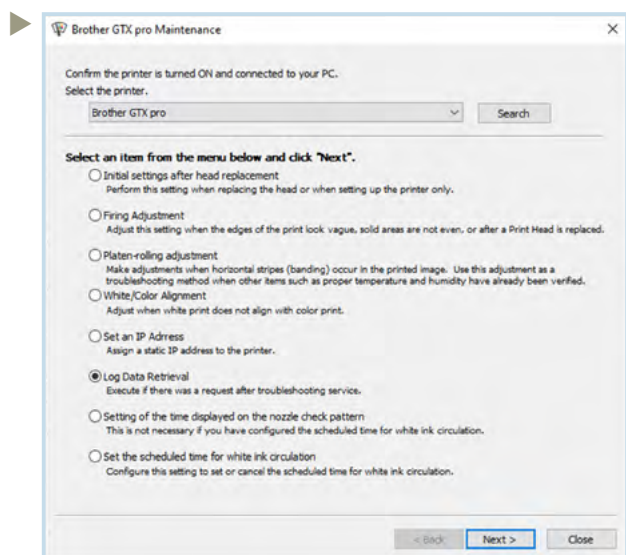 Brother GTX pro Maintenance
Confirm the printer is turned ON and connected to your PC.
Select the printer.
Brother GTX pro
Search
Select an item from the menu below and click "Next".
Initial settings after head replacement
Perform this setting when replacing the head or when setting up the printer only.
Firing Adjustment
Adjust this setting when the edges of the print look vague, solid areas are not even, or after a Print Head is replaced.
Platen-rolling adjustment
Make adjustments when horizontal stripes (banding) occur in the printed image. Use this adjustment as a
troubleshooting method when other items such as proper temperature and humidity have already been verified.
White/Color Alignment
Adjust when white print does not align with color print.
Set an IP Adrress
Assign a static IP address to the printer.
Log Data Retrieval
Execute if there was a request after troubleshooting service.
Setting of the time displayed on the nozzle check pattern
This is not necessary if you have configured the scheduled time for white ink circulation.
Set the scheduled time for white ink circulation
Configure this setting to set or cancel the scheduled time for white ink circulation.
< Back
Next >
Close